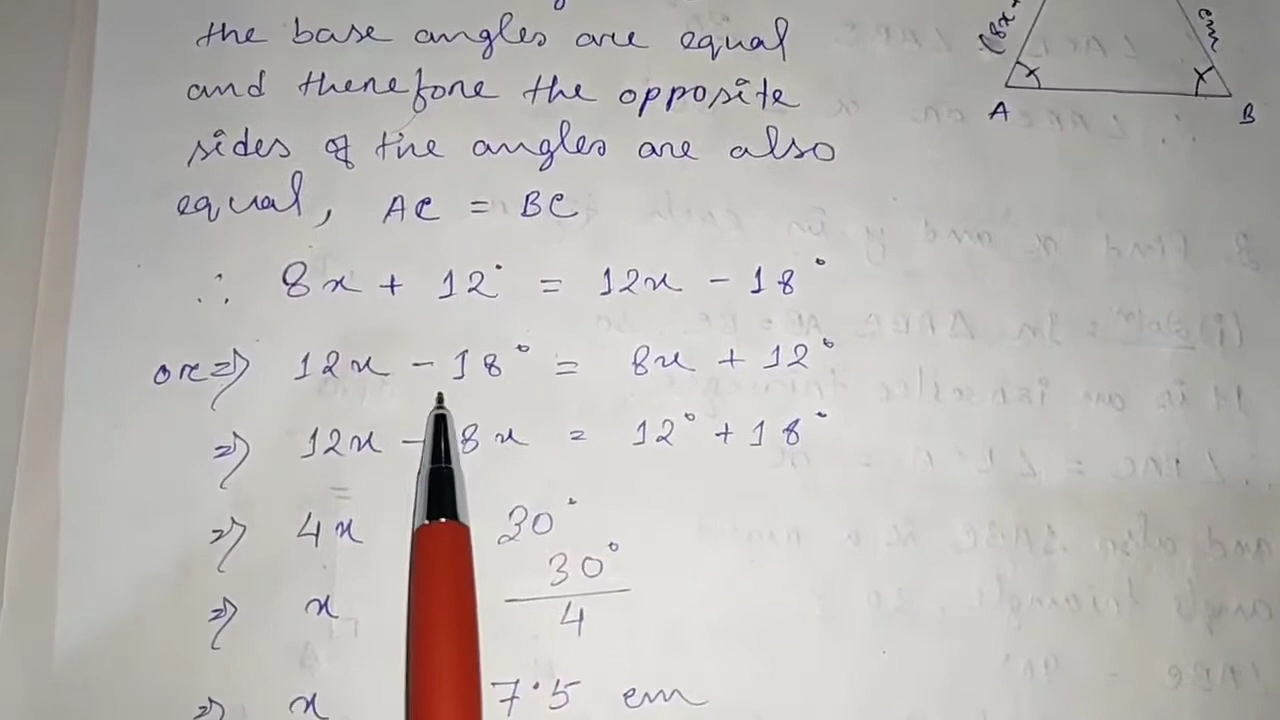 the base angles are equal
and therefore the opposite
sides of the angles are also
equal, AC = BC
∴ 8x + 12° = 12x - 18°
or ⇒ 12x - 18° = 8x + 12°
⇒ 12x - 8x = 12° + 18°
⇒ 4x 30°
⇒ x 30°/4
⇒ x 7.5 cm
(8x
cm
x
x
A
B